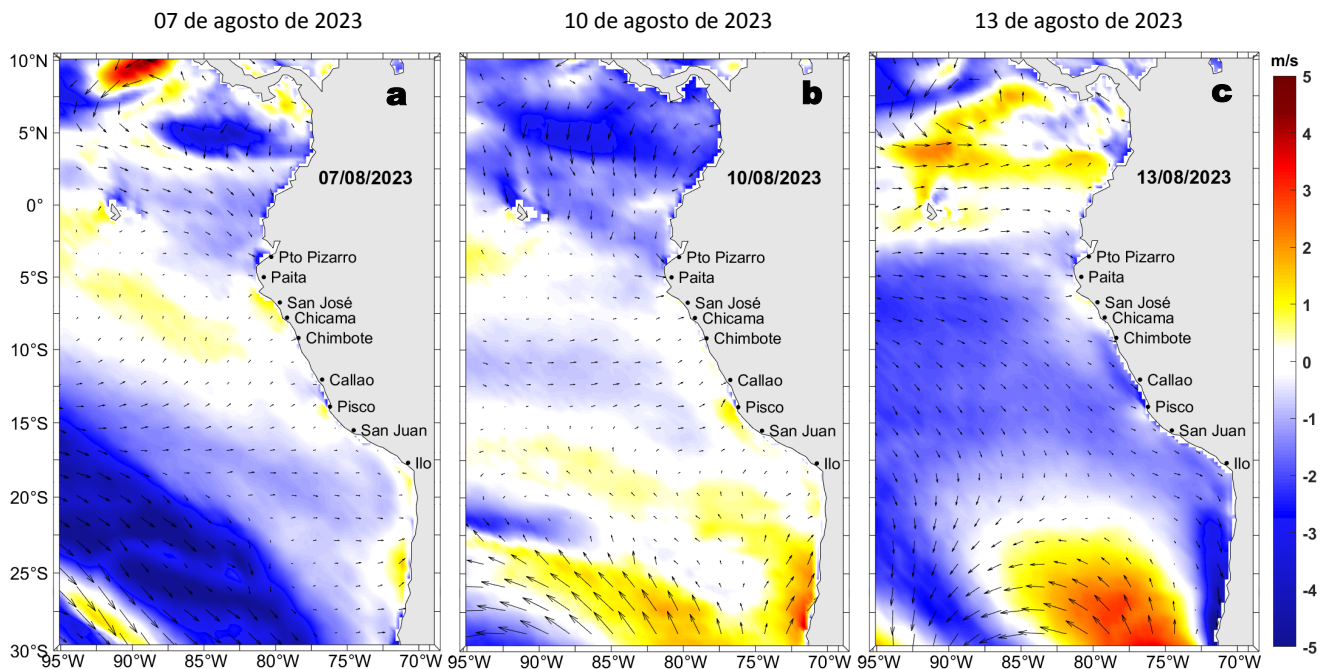 07 de agosto de 2023
10 de agosto de 2023
13 de agosto de 2023
10°N
5°N
0°
5°S
10°S
15°S
20°S
25°S
30°S
a
07/08/2023
Pto Pizarro
Paita
San José
Chicama
Chimbote
Callao
Pisco
San Juan
Ilo
95°W
90°W
85°W
80°W
75°W
70°W
b
10/08/2023
Pto Pizarro
Paita
San José
Chicama
Chimbote
Callao
Pisco
San Juan
Ilo
95°W
90°W
85°W
80°W
75°W
70°W
c
13/08/2023
Pto Pizarro
Paita
San José
Chicama
Chimbote
Callao
Pisco
San Juan
Ilo
95°W
90°W
85°W
80°W
75°W
70°W
m/s
5
4
3
2
1
0
-1
-2
-3
-4
-5